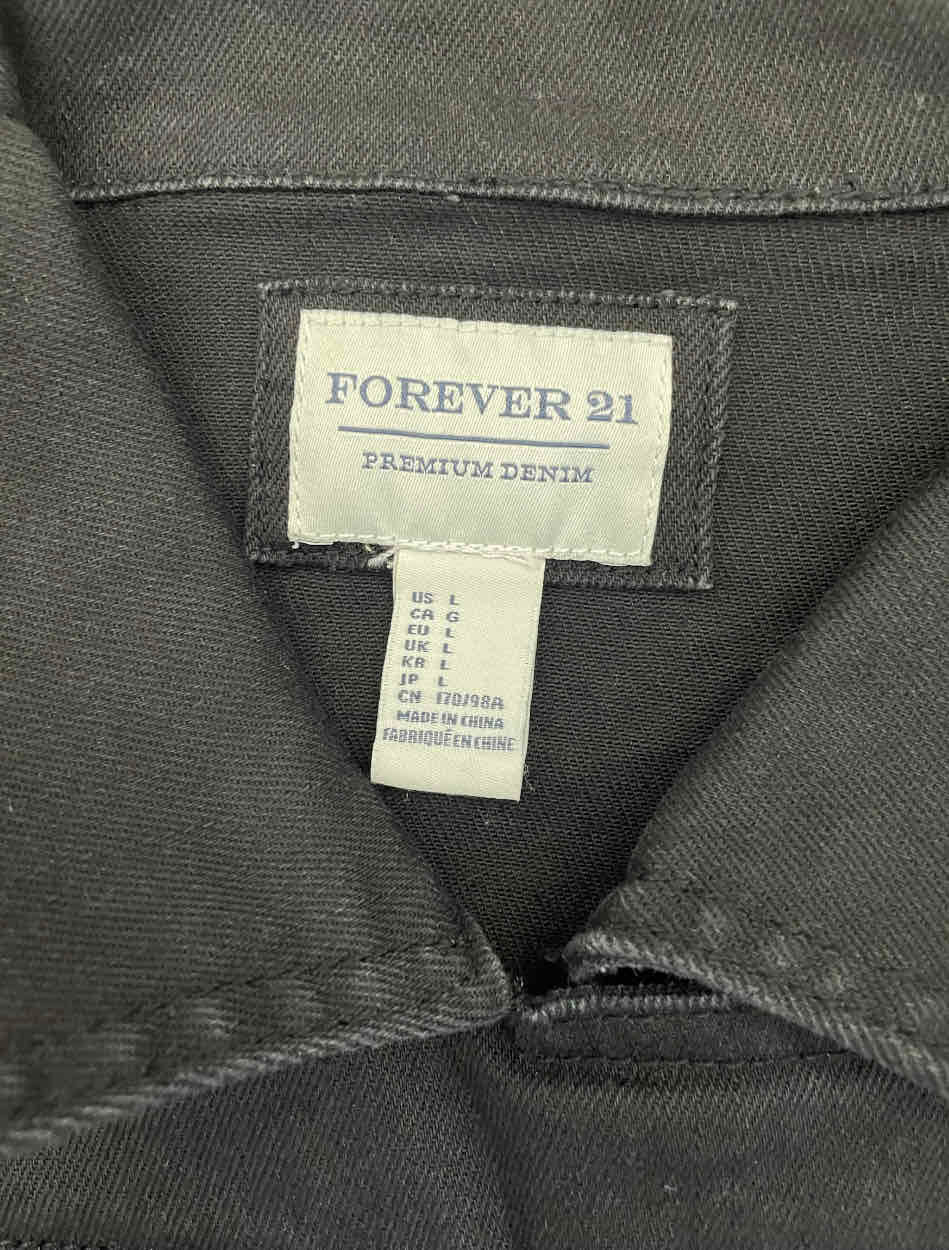 FOREVER 21
PREMIUM DENIM
US L
CA G
EU L
UK L
KR L
JP L
CN 170/98A
MADE IN CHINA
FABRIQUÉ EN CHINE